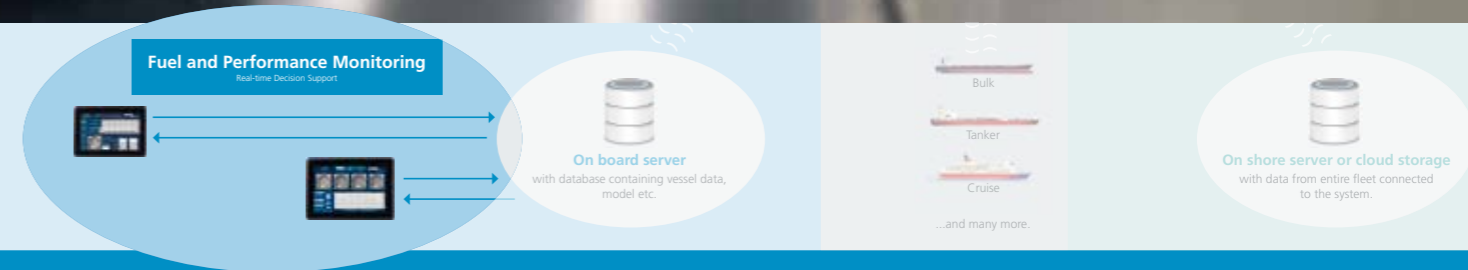 Fuel and Performance Monitoring
Real-time Decision Support
On board server
with database containing vessel data,
model etc.
Bulk
Tanker
Cruise
...and many more.
On shore server or cloud storage
with data from entire fleet connected
to the system.